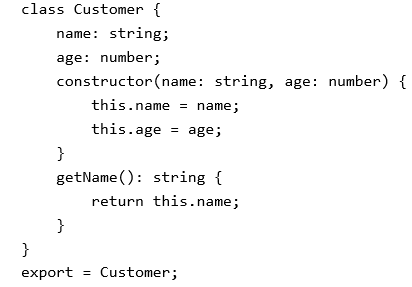 class Customer {
    name: string;
    age: number;
    constructor(name: string, age: number) {
        this.name = name;
        this.age = age;
    }
    getName(): string {
        return this.name;
    }
}
export = Customer;